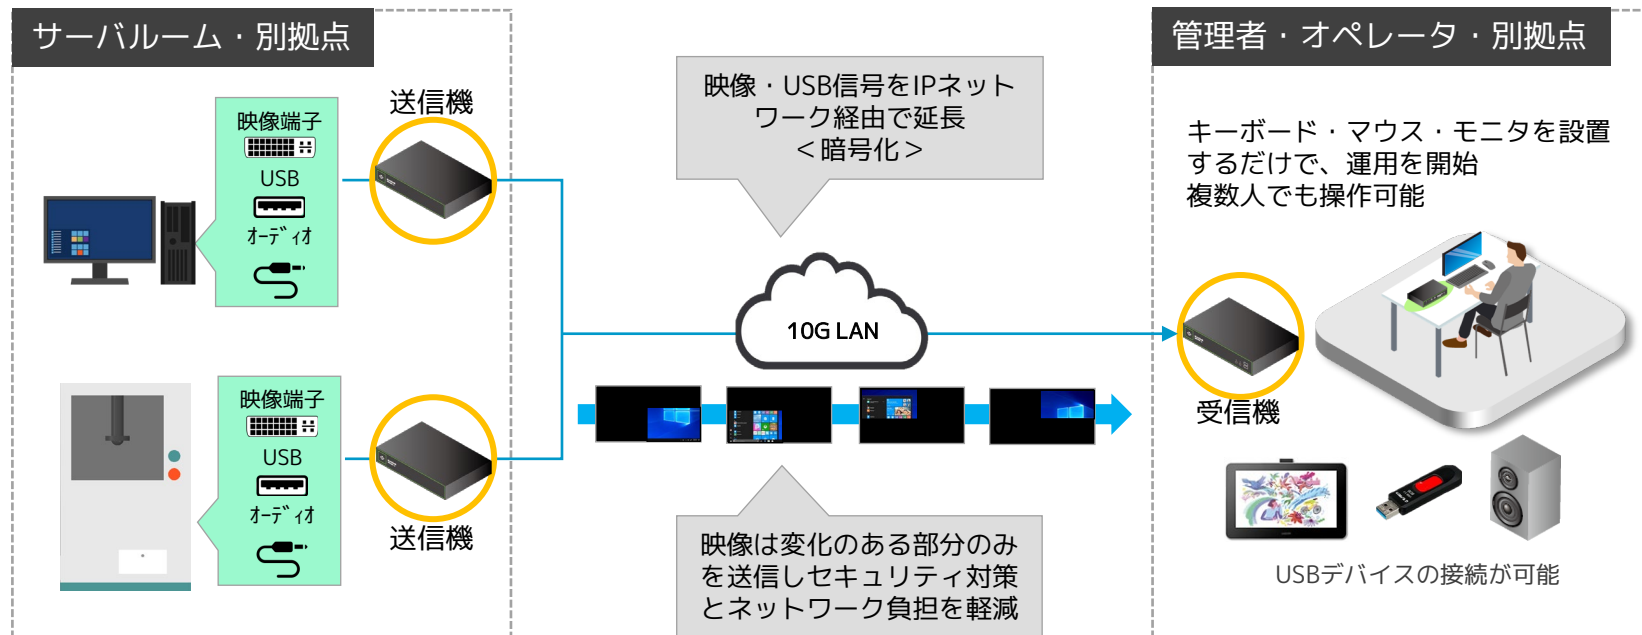 サーバルーム・別拠点
送信機
映像端子
USB
ｵｰﾃﾞｨｵ
映像端子
USB
ｵｰﾃﾞｨｵ
送信機
映像・USB信号をIPネット
ワーク経由で延長
＜暗号化＞
10G LAN
映像は変化のある部分のみ
を送信しセキュリティ対策
とネットワーク負担を軽減
管理者・オペレータ・別拠点
キーボード・マウス・モニタを設置
するだけで、運用を開始
複数人でも操作可能
受信機
USBデバイスの接続が可能